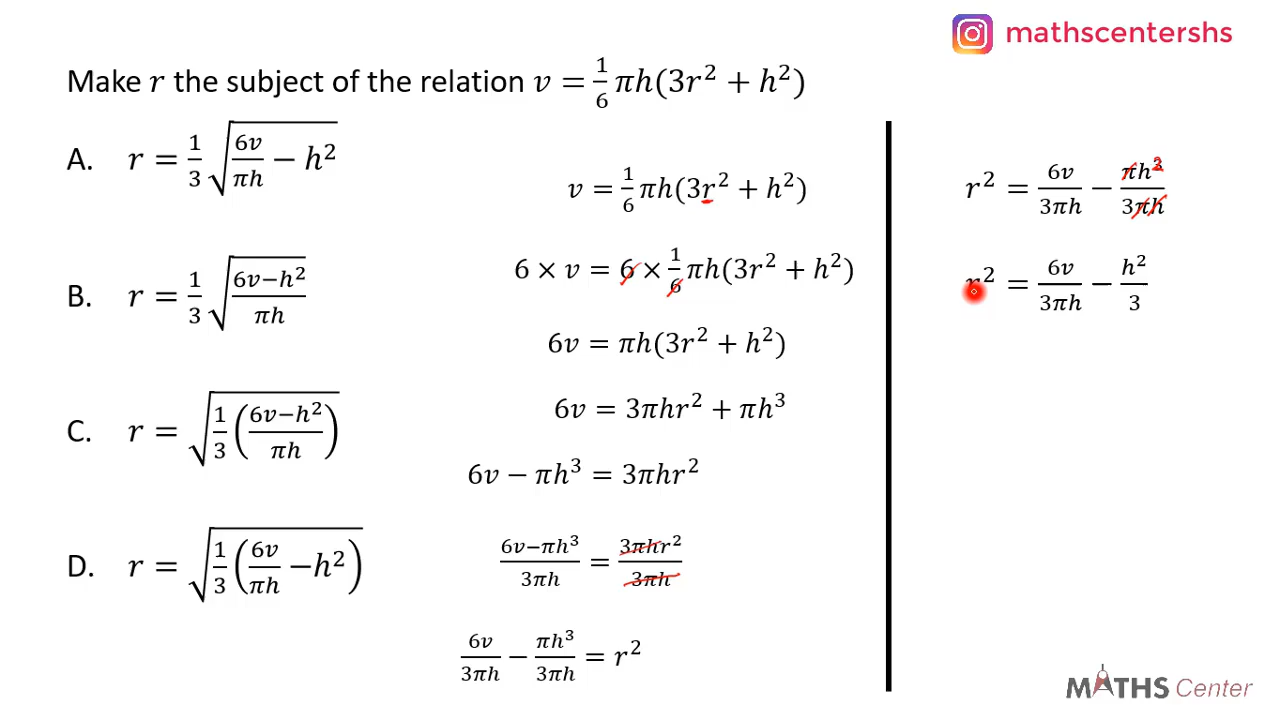 mathscentershs
Make r the subject of the relation v = 1/6 πh(3r² + h²)
A. r = 1/3 √(6v/πh − h²)
B. r = 1/3 √((6v−h²)/πh)
C. r = √(1/3 ((6v−h²)/πh))
D. r = √(1/3 (6v/πh −h²))
v = 1/6 πh(3r² + h²)
6 × v = 6 × 1/6 πh(3r² + h²)
6v = πh(3r² + h²)
6v = 3πhr² + πh³
6v − πh³ = 3πhr²
(6v−πh³)/3πh = 3πhr²/3πh
6v/3πh − πh³/3πh = r²
r² = 6v/3πh − πh³/3πh
2
r² = 6v/3πh − h²/3
MATHS Center